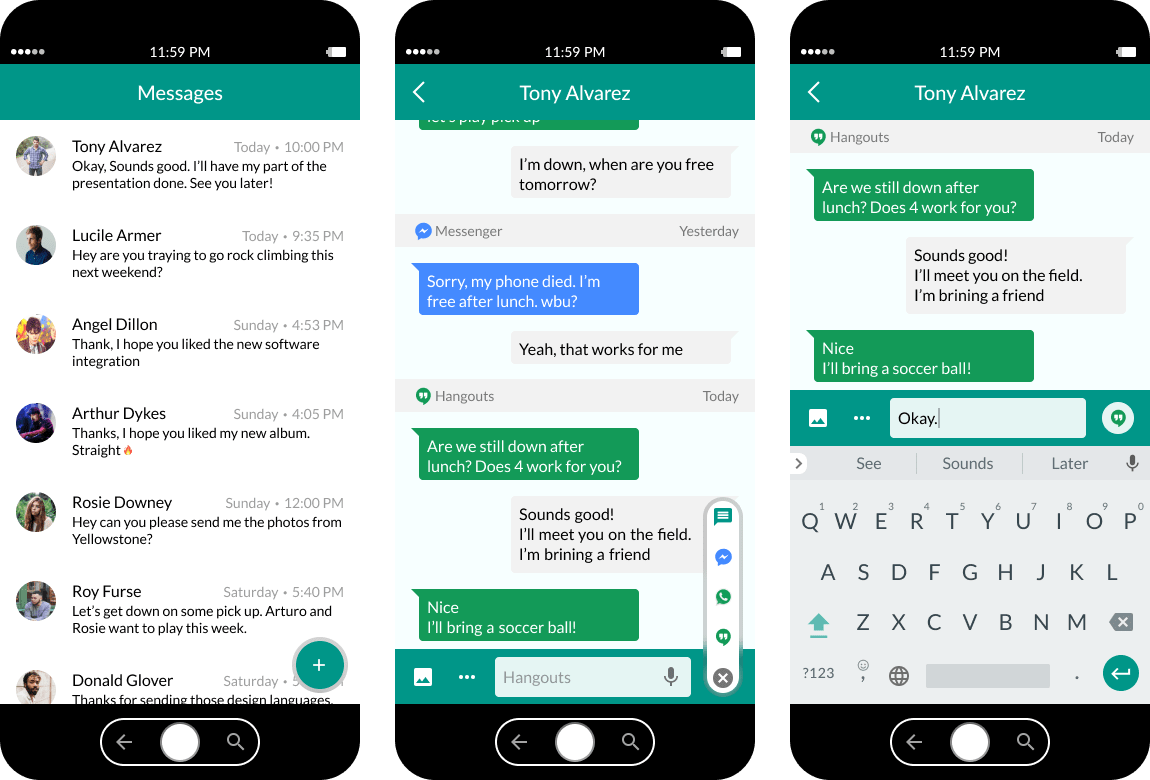 11:59 PM
Messages
Tony Alvarez
Today • 10:00 PM
Okay, Sounds good. I'll have my part of the
presentation done. See you later!
Lucile Armer
Today • 9:35 PM
Hey are you traying to go rock climbing this
next weekend?
Angel Dillon
Sunday • 4:53 PM
Thank, I hope you liked the new software
integration
Arthur Dykes
Sunday • 4:05 PM
Thanks, I hope you liked my new album.
Straight🔥
Rosie Downey
Sunday • 12:00 PM
Hey can you please send me the photos from
Yellowstone?
Roy Furse
Saturday • 5:40 PM
Let's get down on some pick up. Arturo and
Rosie want to play this week.
Donald Glover
Saturday •
Thanks for sending those design languages.
+
11:59 PM
Tony Alvarez
let's play pick up
I'm down, when are you free
tomorrow?
Messenger
Yesterday
Sorry, my phone died. I'm
free after lunch. wbu?
Yeah, that works for me
Hangouts
Today
Are we still down after
lunch? Does 4 work for you?
Sounds good!
I'll meet you on the field.
I'm brining a friend
Nice
I'll bring a soccer ball!
Hangouts
11:59 PM
Tony Alvarez
Hangouts
Today
Are we still down after
lunch? Does 4 work for you?
Sounds good!
I'll meet you on the field.
I'm brining a friend
Nice
I'll bring a soccer ball!
Okay.
See
Sounds
Later
1 2 3 4 5 6 7 8 9 0
Q W E R T Y U I O P
A S D F G H J K L
Z X C V B N M
?123 , .